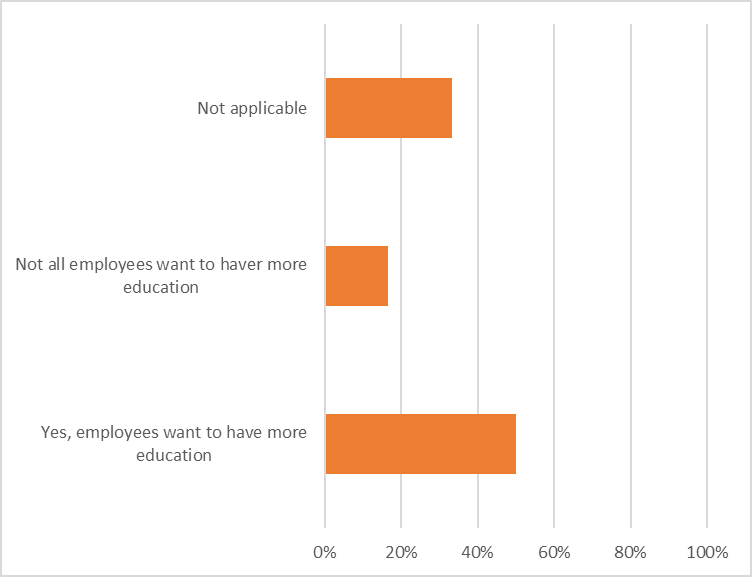 Not applicable
Not all employees want to haver more
education
Yes, employees want to have more
education
0%
20%
40%
60%
80%
100%